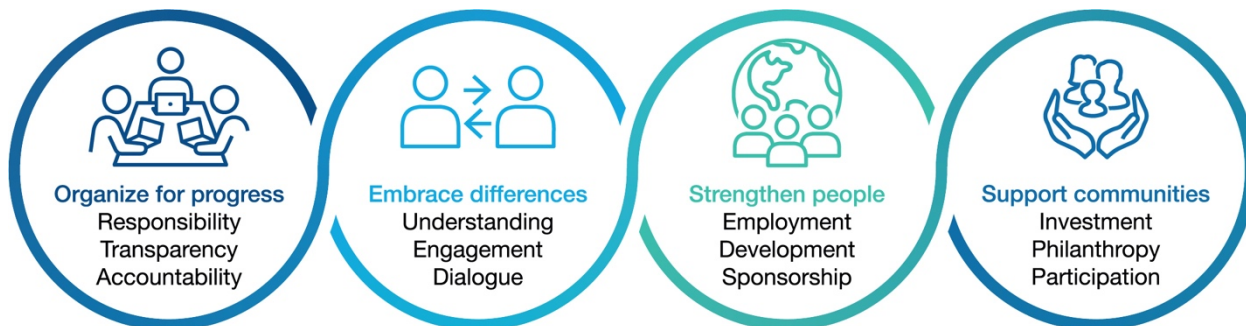 Organize for progress
Responsibility
Transparency
Accountability
Embrace differences
Understanding
Engagement
Dialogue
Strengthen people
Employment
Development
Sponsorship
Support communities
Investment
Philanthropy
Participation